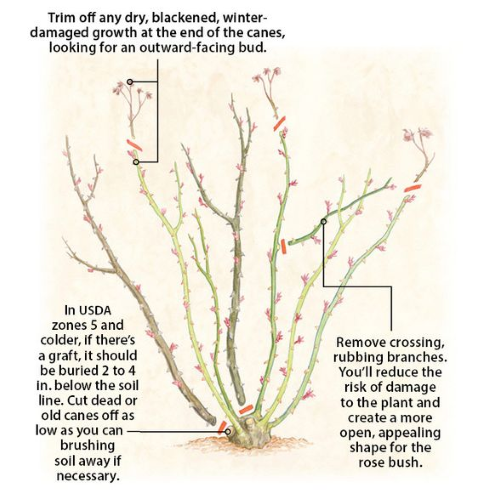 Trim off any dry, blackened, winter-
damaged growth at the end of the canes,
looking for an outward-facing bud.
In USDA
zones 5 and
colder, if there's
a graft, it should
be buried 2 to 4
in. below the soil
line. Cut dead or
old canes off as
low as you can
brushing
soil away if
necessary.
Remove crossing,
rubbing branches.
You'll reduce the
risk of damage
to the plant and
create a more
open, appealing
shape for the
rose bush.